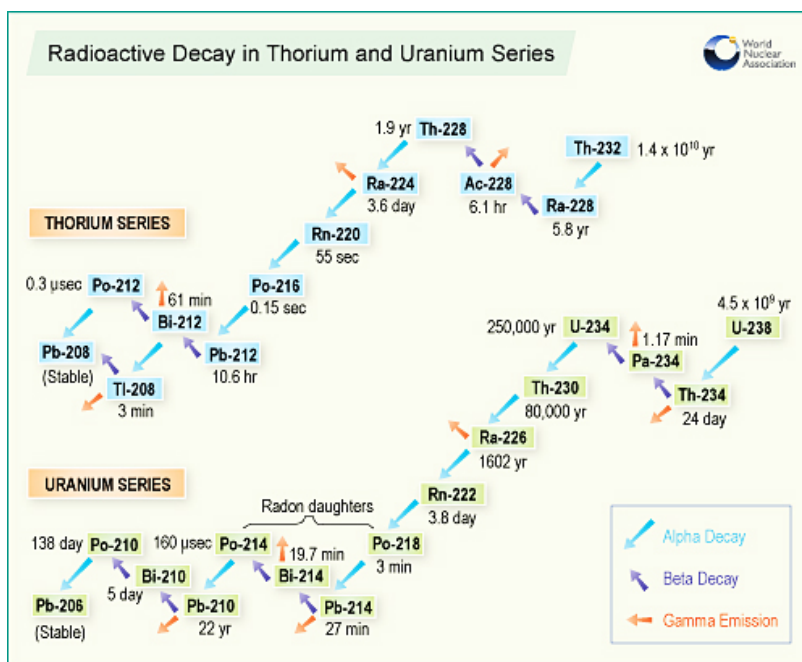 Radioactive Decay in Thorium and Uranium Series
World
Nuclear
Association
1.9 yr
Th-228
Th-232
1.4 x 10¹⁰ yr
Ra-224
3.6 day
Ac-228
6.1 hr
Ra-228
5.8 yr
THORIUM SERIES
Rn-220
55 sec
0.3 µsec
Po-212
61 min
Po-216
0.15 sec
Bi-212
Pb-208
(Stable)
Pb-212
10.6 hr
Tl-208
3 min
4.5 x 10⁹ yr
250,000 yr
U-234
1.17 min
U-238
Pa-234
Th-230
80,000 yr
Th-234
24 day
Ra-226
1602 yr
URANIUM SERIES
Rn-222
3.8 day
Radon daughters
138 day
Po-210
160 µsec
Po-214
19.7 min
Po-218
3 min
Bi-210
5 day
Bi-214
Pb-206
(Stable)
Pb-210
22 yr
Pb-214
27 min
Alpha Decay
Beta Decay
Gamma Emission